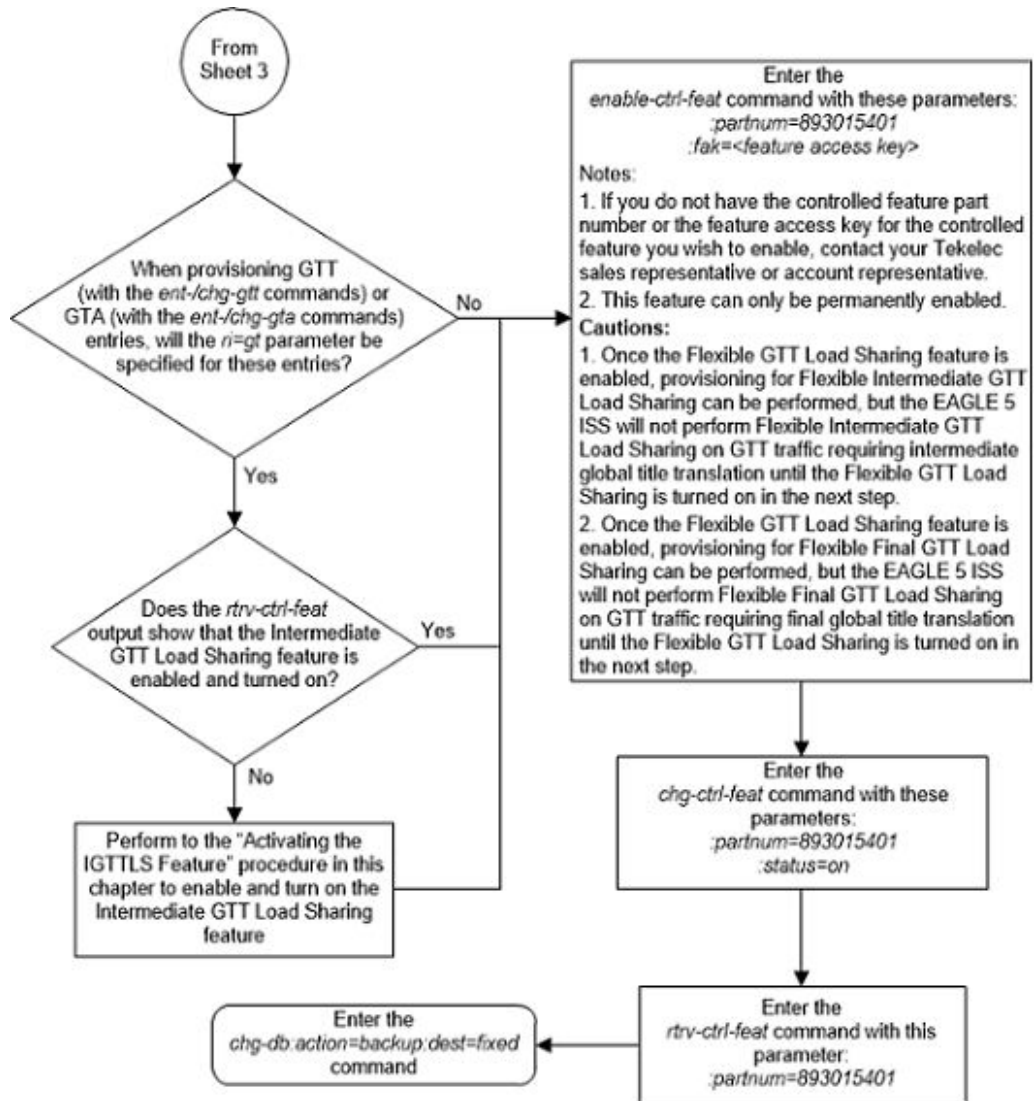 From
Sheet 3
When provisioning GTT
(with the ent-/chg-gtt commands) or
GTA (with the ent-/chg-gta commands)
entries, will the ri=gt parameter be
specified for these entries?
No
Yes
Does the rtrv-ctrl-feat
output show that the Intermediate
GTT Load Sharing feature is
enabled and turned on?
Yes
No
Perform to the "Activating the
IGTTLS Feature" procedure in this
chapter to enable and turn on the
Intermediate GTT Load Sharing
feature
Enter the
enable-ctrl-feat command with these parameters:
:partnum=893015401
:fak=<feature access key>
Notes:
1. If you do not have the controlled feature part
number or the feature access key for the controlled
feature you wish to enable, contact your Tekelec
sales representative or account representative.
2. This feature can only be permanently enabled.
Cautions:
1. Once the Flexible GTT Load Sharing feature is
enabled, provisioning for Flexible Intermediate GTT
Load Sharing can be performed, but the EAGLE 5
ISS will not perform Flexible Intermediate GTT
Load Sharing on GTT traffic requiring intermediate
global title translation until the Flexible GTT Load
Sharing is turned on in the next step.
2. Once the Flexible GTT Load Sharing feature is
enabled, provisioning for Flexible Final GTT Load
Sharing can be performed, but the EAGLE 5 ISS
will not perform Flexible Final GTT Load Sharing
on GTT traffic requiring final global title translation
until the Flexible GTT Load Sharing is turned on in
the next step.
Enter the
chg-ctrl-feat command with these
parameters:
:partnum=893015401
:status=on
Enter the
rtrv-ctrl-feat command with this
parameter:
:partnum=893015401
Enter the
chg-db:action=backup:dest=fixed
command